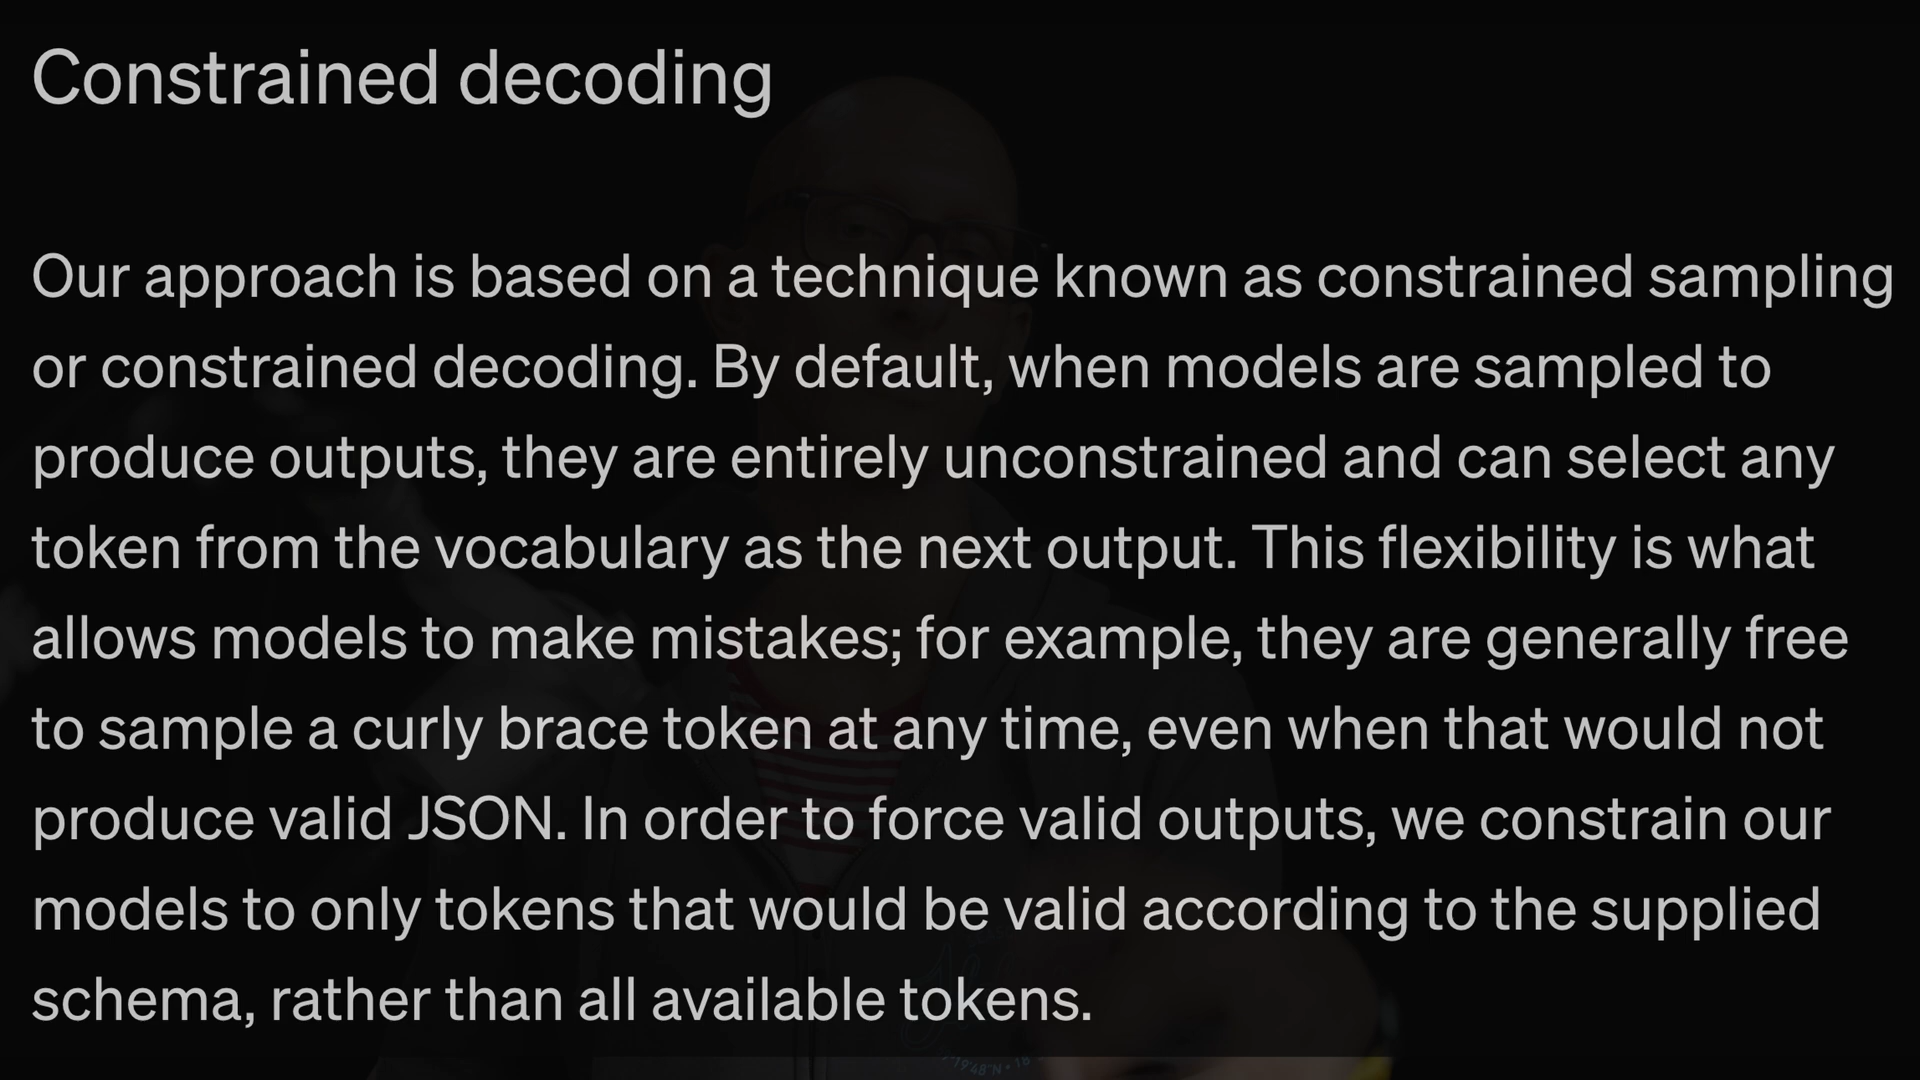 Constrained decoding
Our approach is based on a technique known as constrained sampling
or constrained decoding. By default, when models are sampled to
produce outputs, they are entirely unconstrained and can select any
token from the vocabulary as the next output. This flexibility is what
allows models to make mistakes; for example, they are generally free
to sample a curly brace token at any time, even when that would not
produce valid JSON. In order to force valid outputs, we constrain our
models to only tokens that would be valid according to the supplied
schema, rather than all available tokens.